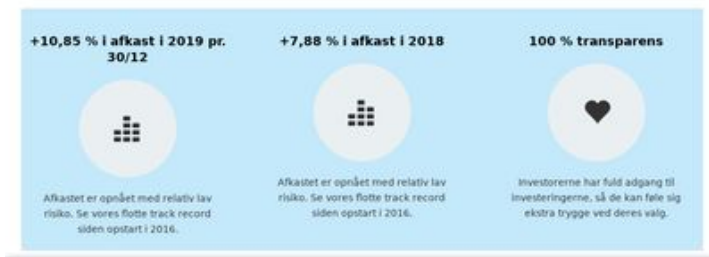 +10,85 % i afkast i 2019 pr.
30/12
Afkastet er opnået med relativ lav
risiko. Se vores flotte track record
siden opstart i 2016.
+7,88 % i afkast i 2018
Afkastet er opnået med relativ lav
risiko. Se vores flotte track record
siden opstart i 2016.
100 % transparens
Investorerne har fuld adgang til
investeringerne, så de kan føle sig
ekstra trygge ved deres valg.